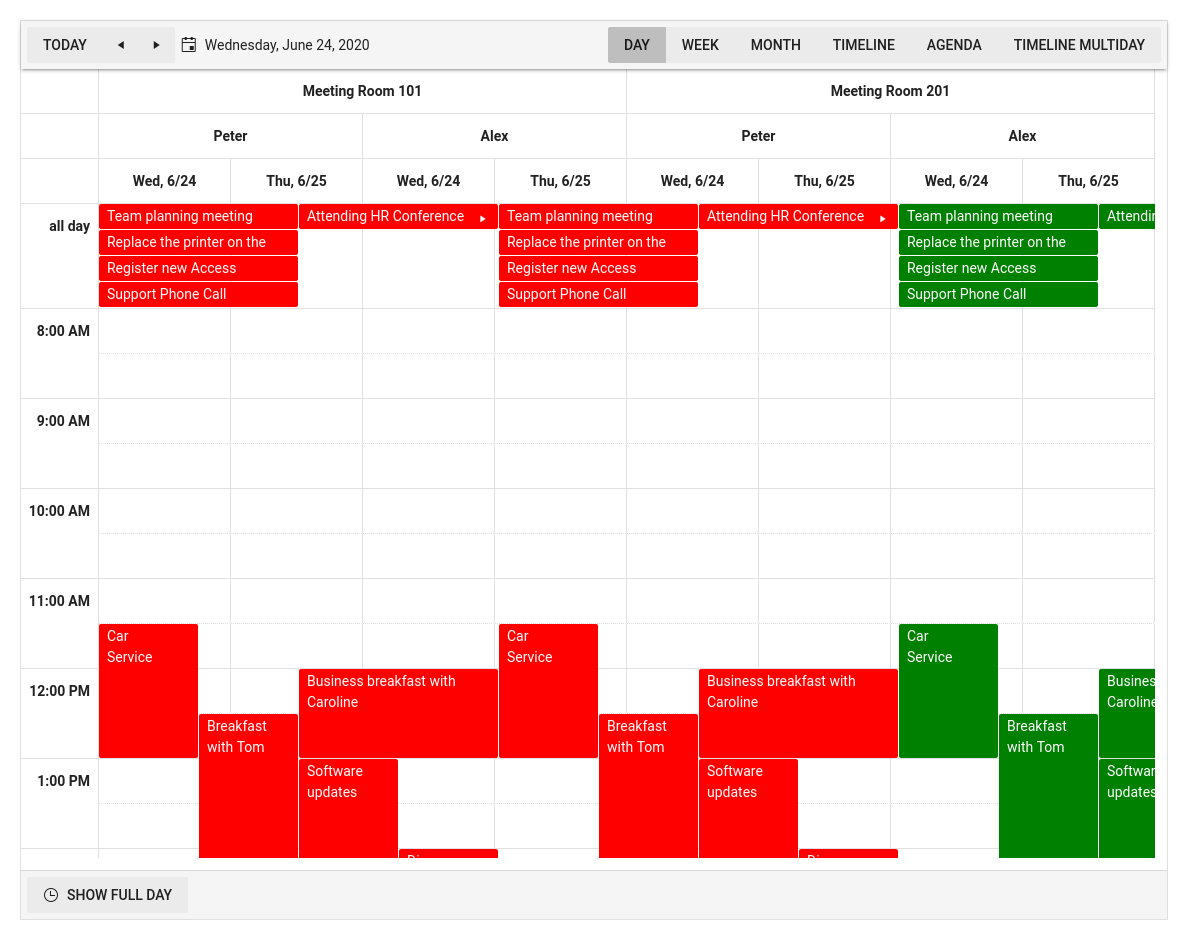 TODAY Wednesday, June 24, 2020 DAY WEEK MONTH TIMELINE AGENDA TIMELINE MULTIDAY
Meeting Room 101 Meeting Room 201
Peter Alex Peter Alex
Wed, 6/24 Thu, 6/25 Wed, 6/24 Thu, 6/25 Wed, 6/24 Thu, 6/25 Wed, 6/24 Thu, 6/25
all day
Team planning meeting Attending HR Conference Team planning meeting Attending HR Conference Team planning meeting
Replace the printer on the Replace the printer on the Replace the printer on the
Register new Access Register new Access Register new Access
Support Phone Call Support Phone Call Support Phone Call
8:00 AM
9:00 AM
10:00 AM
11:00 AM
Car Car Car
Service Service Service
12:00 PM
Business breakfast with Business breakfast with
Caroline Caroline Caroline
Breakfast Breakfast Breakfast
with Tom with Tom with Tom
1:00 PM
Software Software
updates updates updates
SHOW FULL DAY